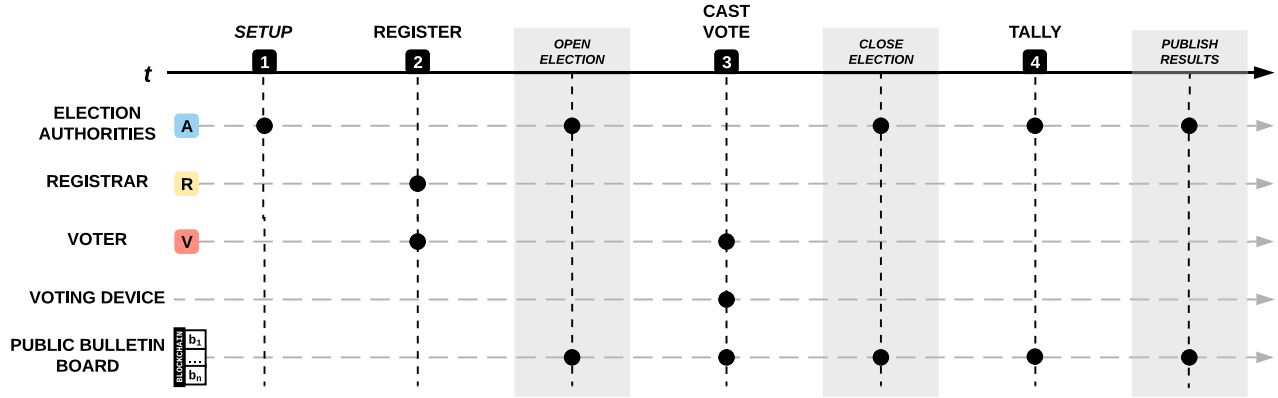 SETUP
REGISTER
CAST
VOTE
TALLY
OPEN
ELECTION
CLOSE
ELECTION
PUBLISH
RESULTS
1
2
3
4
t
ELECTION
AUTHORITIES
A
REGISTRAR
R
VOTER
V
VOTING DEVICE
PUBLIC BULLETIN
BOARD
BLOCKCHAIN
b1
...
bn